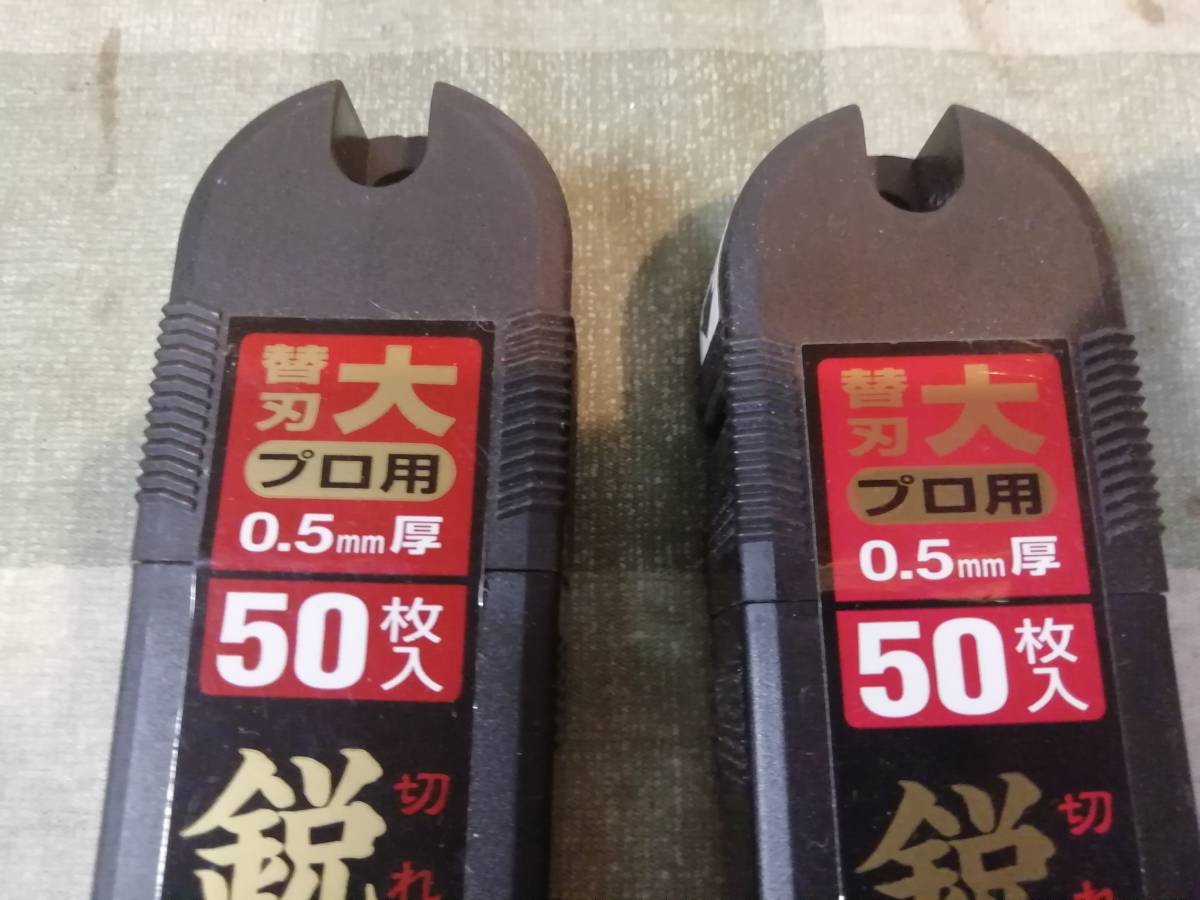 替刃 大
プロ用
0.5mm厚
50枚入
鋭
切れ
替刃 大
プロ用
0.5mm厚
50枚入
鋭
切